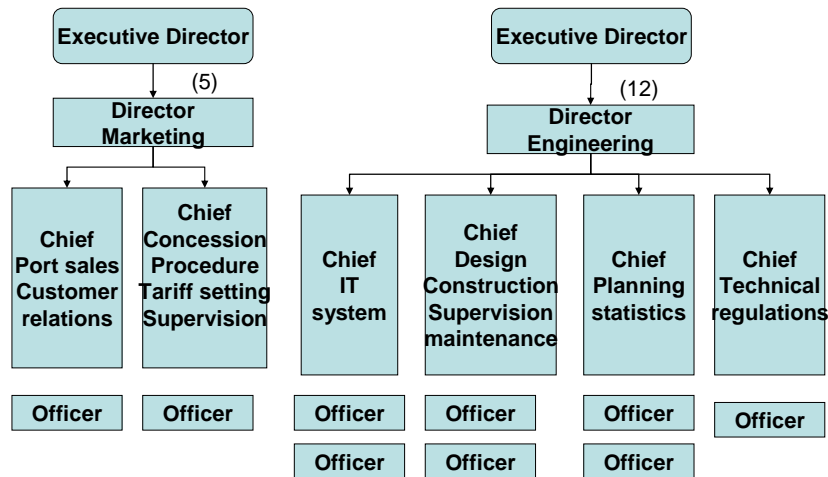 Executive Director
(5)
Director
Marketing
Chief
Port sales
Customer
relations
Chief
Concession
Procedure
Tariff setting
Supervision
Officer
Officer
Executive Director
(12)
Director
Engineering
Chief
IT
system
Chief
Design
Construction
Supervision
maintenance
Chief
Planning
statistics
Chief
Technical
regulations
Officer
Officer
Officer
Officer
Officer
Officer
Officer